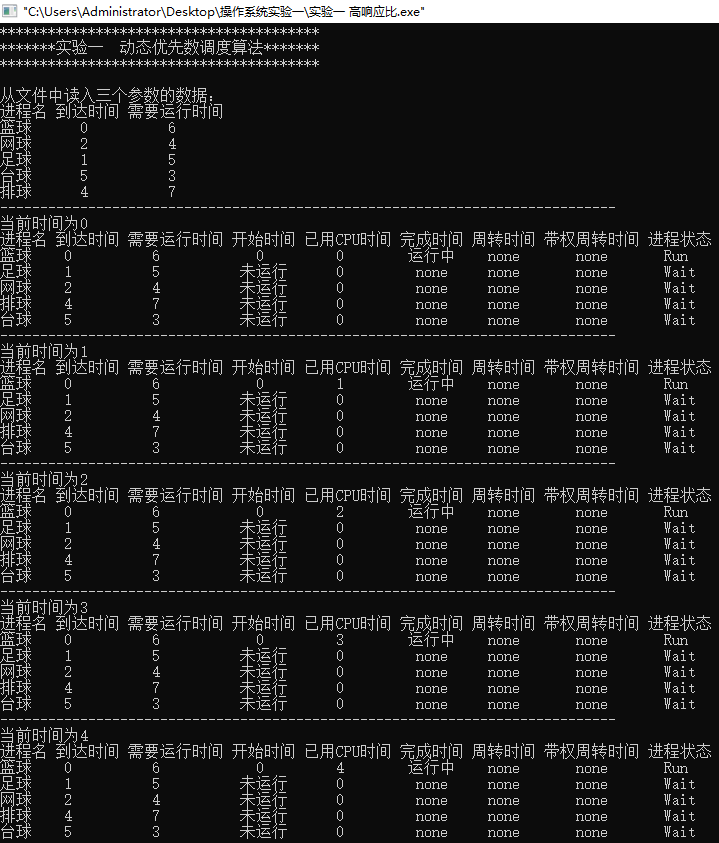 "C:\Users\Administrator\Desktop\操作系统实验一\实验一 高响应比.exe"
****************************************
*******实验一  动态优先数调度算法*******
****************************************
从文件中读入三个参数的数据:
进程名 到达时间 需要运行时间
篮球 0 6
网球 2 4
足球 1 5
台球 5 3
排球 4 7
-----------------------------------------------------------------------------
当前时间为0
进程名 到达时间 需要运行时间 开始时间 已用CPU时间 完成时间 周转时间 带权周转时间 进程状态
篮球 0 6 0 0 运行中 none none Run
足球 1 5 未运行 0 none none none Wait
网球 2 4 未运行 0 none none none Wait
排球 4 7 未运行 0 none none none Wait
台球 5 3 未运行 0 none none none Wait
-----------------------------------------------------------------------------
当前时间为1
进程名 到达时间 需要运行时间 开始时间 已用CPU时间 完成时间 周转时间 带权周转时间 进程状态
篮球 0 6 0 1 运行中 none none Run
足球 1 5 未运行 0 none none none Wait
网球 2 4 未运行 0 none none none Wait
排球 4 7 未运行 0 none none none Wait
台球 5 3 未运行 0 none none none Wait
-----------------------------------------------------------------------------
当前时间为2
进程名 到达时间 需要运行时间 开始时间 已用CPU时间 完成时间 周转时间 带权周转时间 进程状态
篮球 0 6 0 2 运行中 none none Run
足球 1 5 未运行 0 none none none Wait
网球 2 4 未运行 0 none none none Wait
排球 4 7 未运行 0 none none none Wait
台球 5 3 未运行 0 none none none Wait
-----------------------------------------------------------------------------
当前时间为3
进程名 到达时间 需要运行时间 开始时间 已用CPU时间 完成时间 周转时间 带权周转时间 进程状态
篮球 0 6 0 3 运行中 none none Run
足球 1 5 未运行 0 none none none Wait
网球 2 4 未运行 0 none none none Wait
排球 4 7 未运行 0 none none none Wait
台球 5 3 未运行 0 none none none Wait
-----------------------------------------------------------------------------
当前时间为4
进程名 到达时间 需要运行时间 开始时间 已用CPU时间 完成时间 周转时间 带权周转时间 进程状态
篮球 0 6 0 4 运行中 none none Run
足球 1 5 未运行 0 none none none Wait
网球 2 4 未运行 0 none none none Wait
排球 4 7 未运行 0 none none none Wait
台球 5 3 未运行 0 none none none Wait